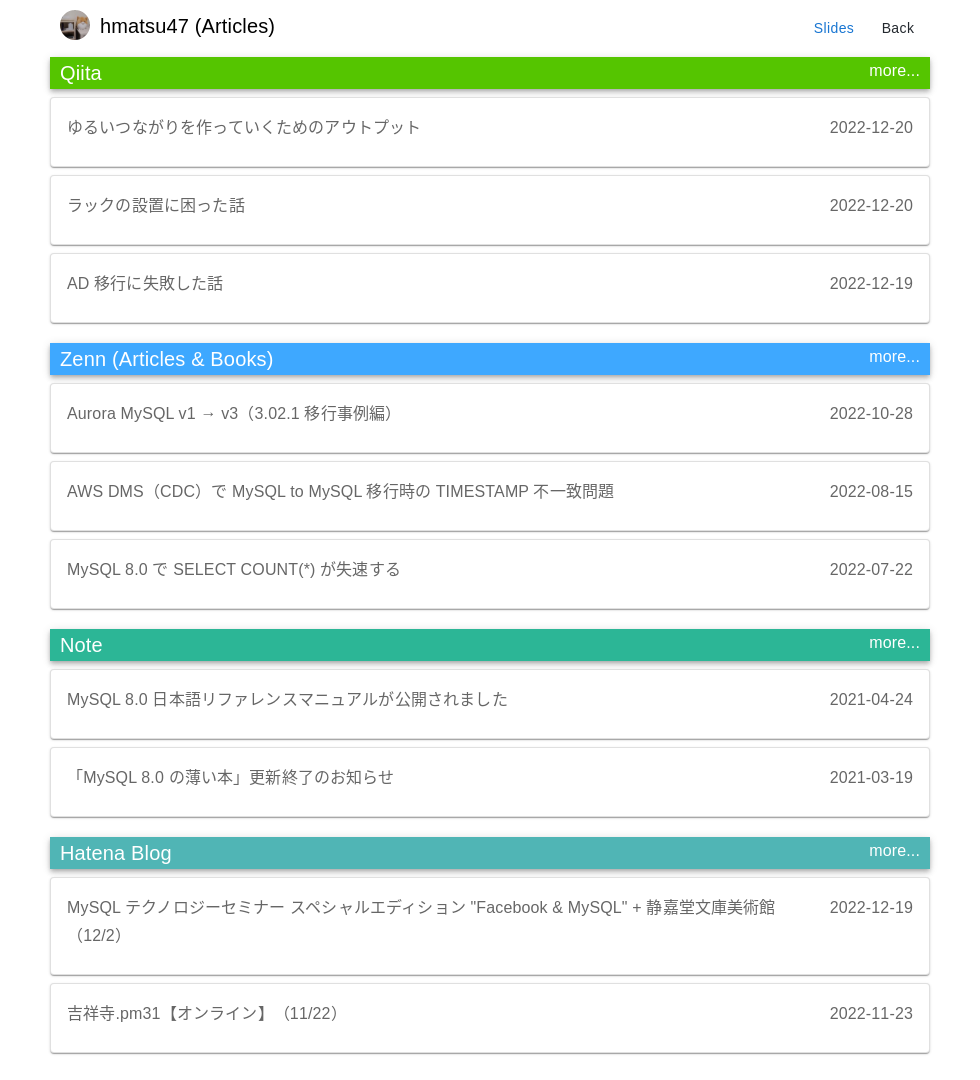 hmatsu47 (Articles)
Slides
Back
Qiita
more...
ゆるいつながりを作っていくためのアウトプット
2022-12-20
ラックの設置に困った話
2022-12-20
AD 移行に失敗した話
2022-12-19
Zenn (Articles & Books)
more...
Aurora MySQL v1 → v3（3.02.1 移行事例編）
2022-10-28
AWS DMS（CDC）で MySQL to MySQL 移行時の TIMESTAMP 不一致問題
2022-08-15
MySQL 8.0 で SELECT COUNT(*) が失速する
2022-07-22
Note
more...
MySQL 8.0 日本語リファレンスマニュアルが公開されました
2021-04-24
「MySQL 8.0 の薄い本」更新終了のお知らせ
2021-03-19
Hatena Blog
more...
MySQL テクノロジーセミナー スペシャルエディション "Facebook & MySQL" + 静嘉堂文庫美術館
2022-12-19
（12/2）
吉祥寺.pm31【オンライン】（11/22）
2022-11-23